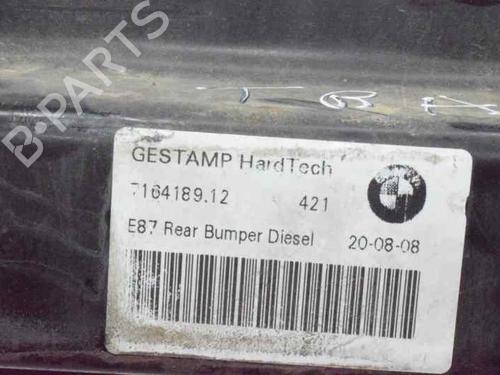 B-PARTS
GESTAMP HardTech
7164189.12 421
E87 Rear Bumper Diesel 20-08-08